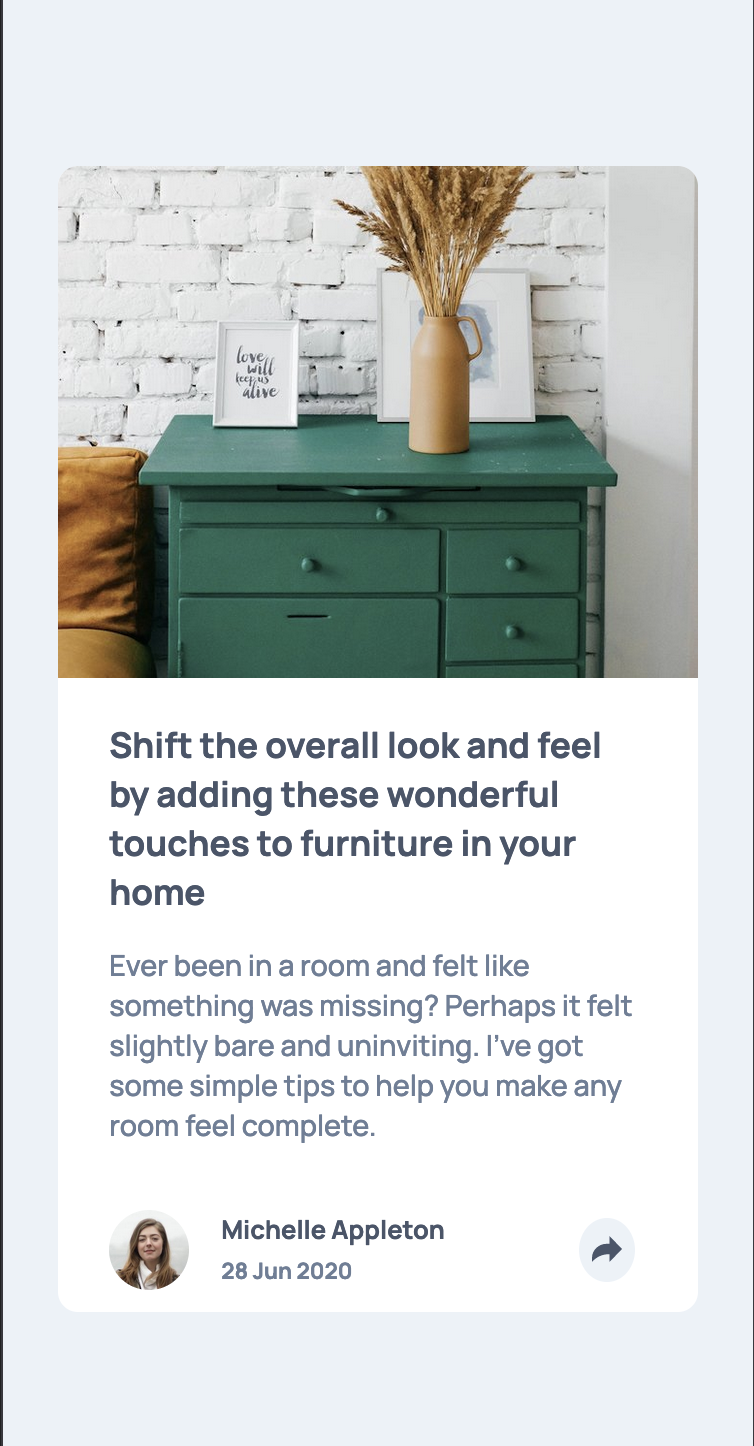 love
will
keep us
alive
Shift the overall look and feel
by adding these wonderful
touches to furniture in your
home
Ever been in a room and felt like
something was missing? Perhaps it felt
slightly bare and uninviting. I’ve got
some simple tips to help you make any
room feel complete.
Michelle Appleton
28 Jun 2020